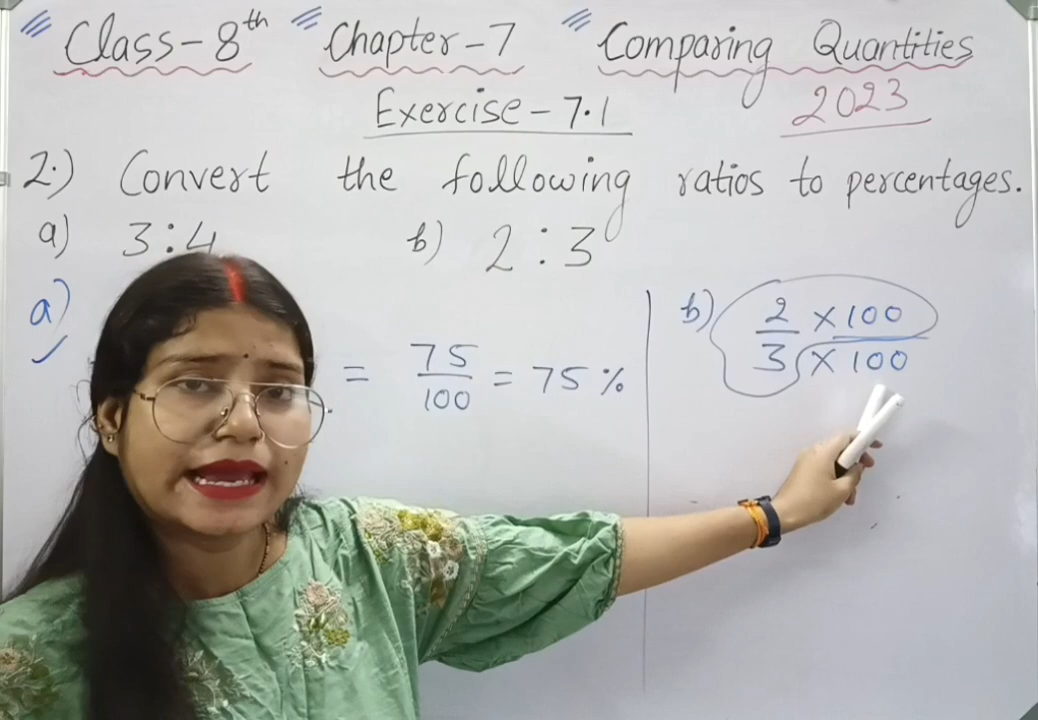 Class-8th Chapter-7 Comparing Quantities
Exercise-7.1 2023
2.) Convert the following ratios to percentages.
a) 3:4 b) 2:3
a) = 75/100 = 75%
b) 2/3 × 100 / × 100